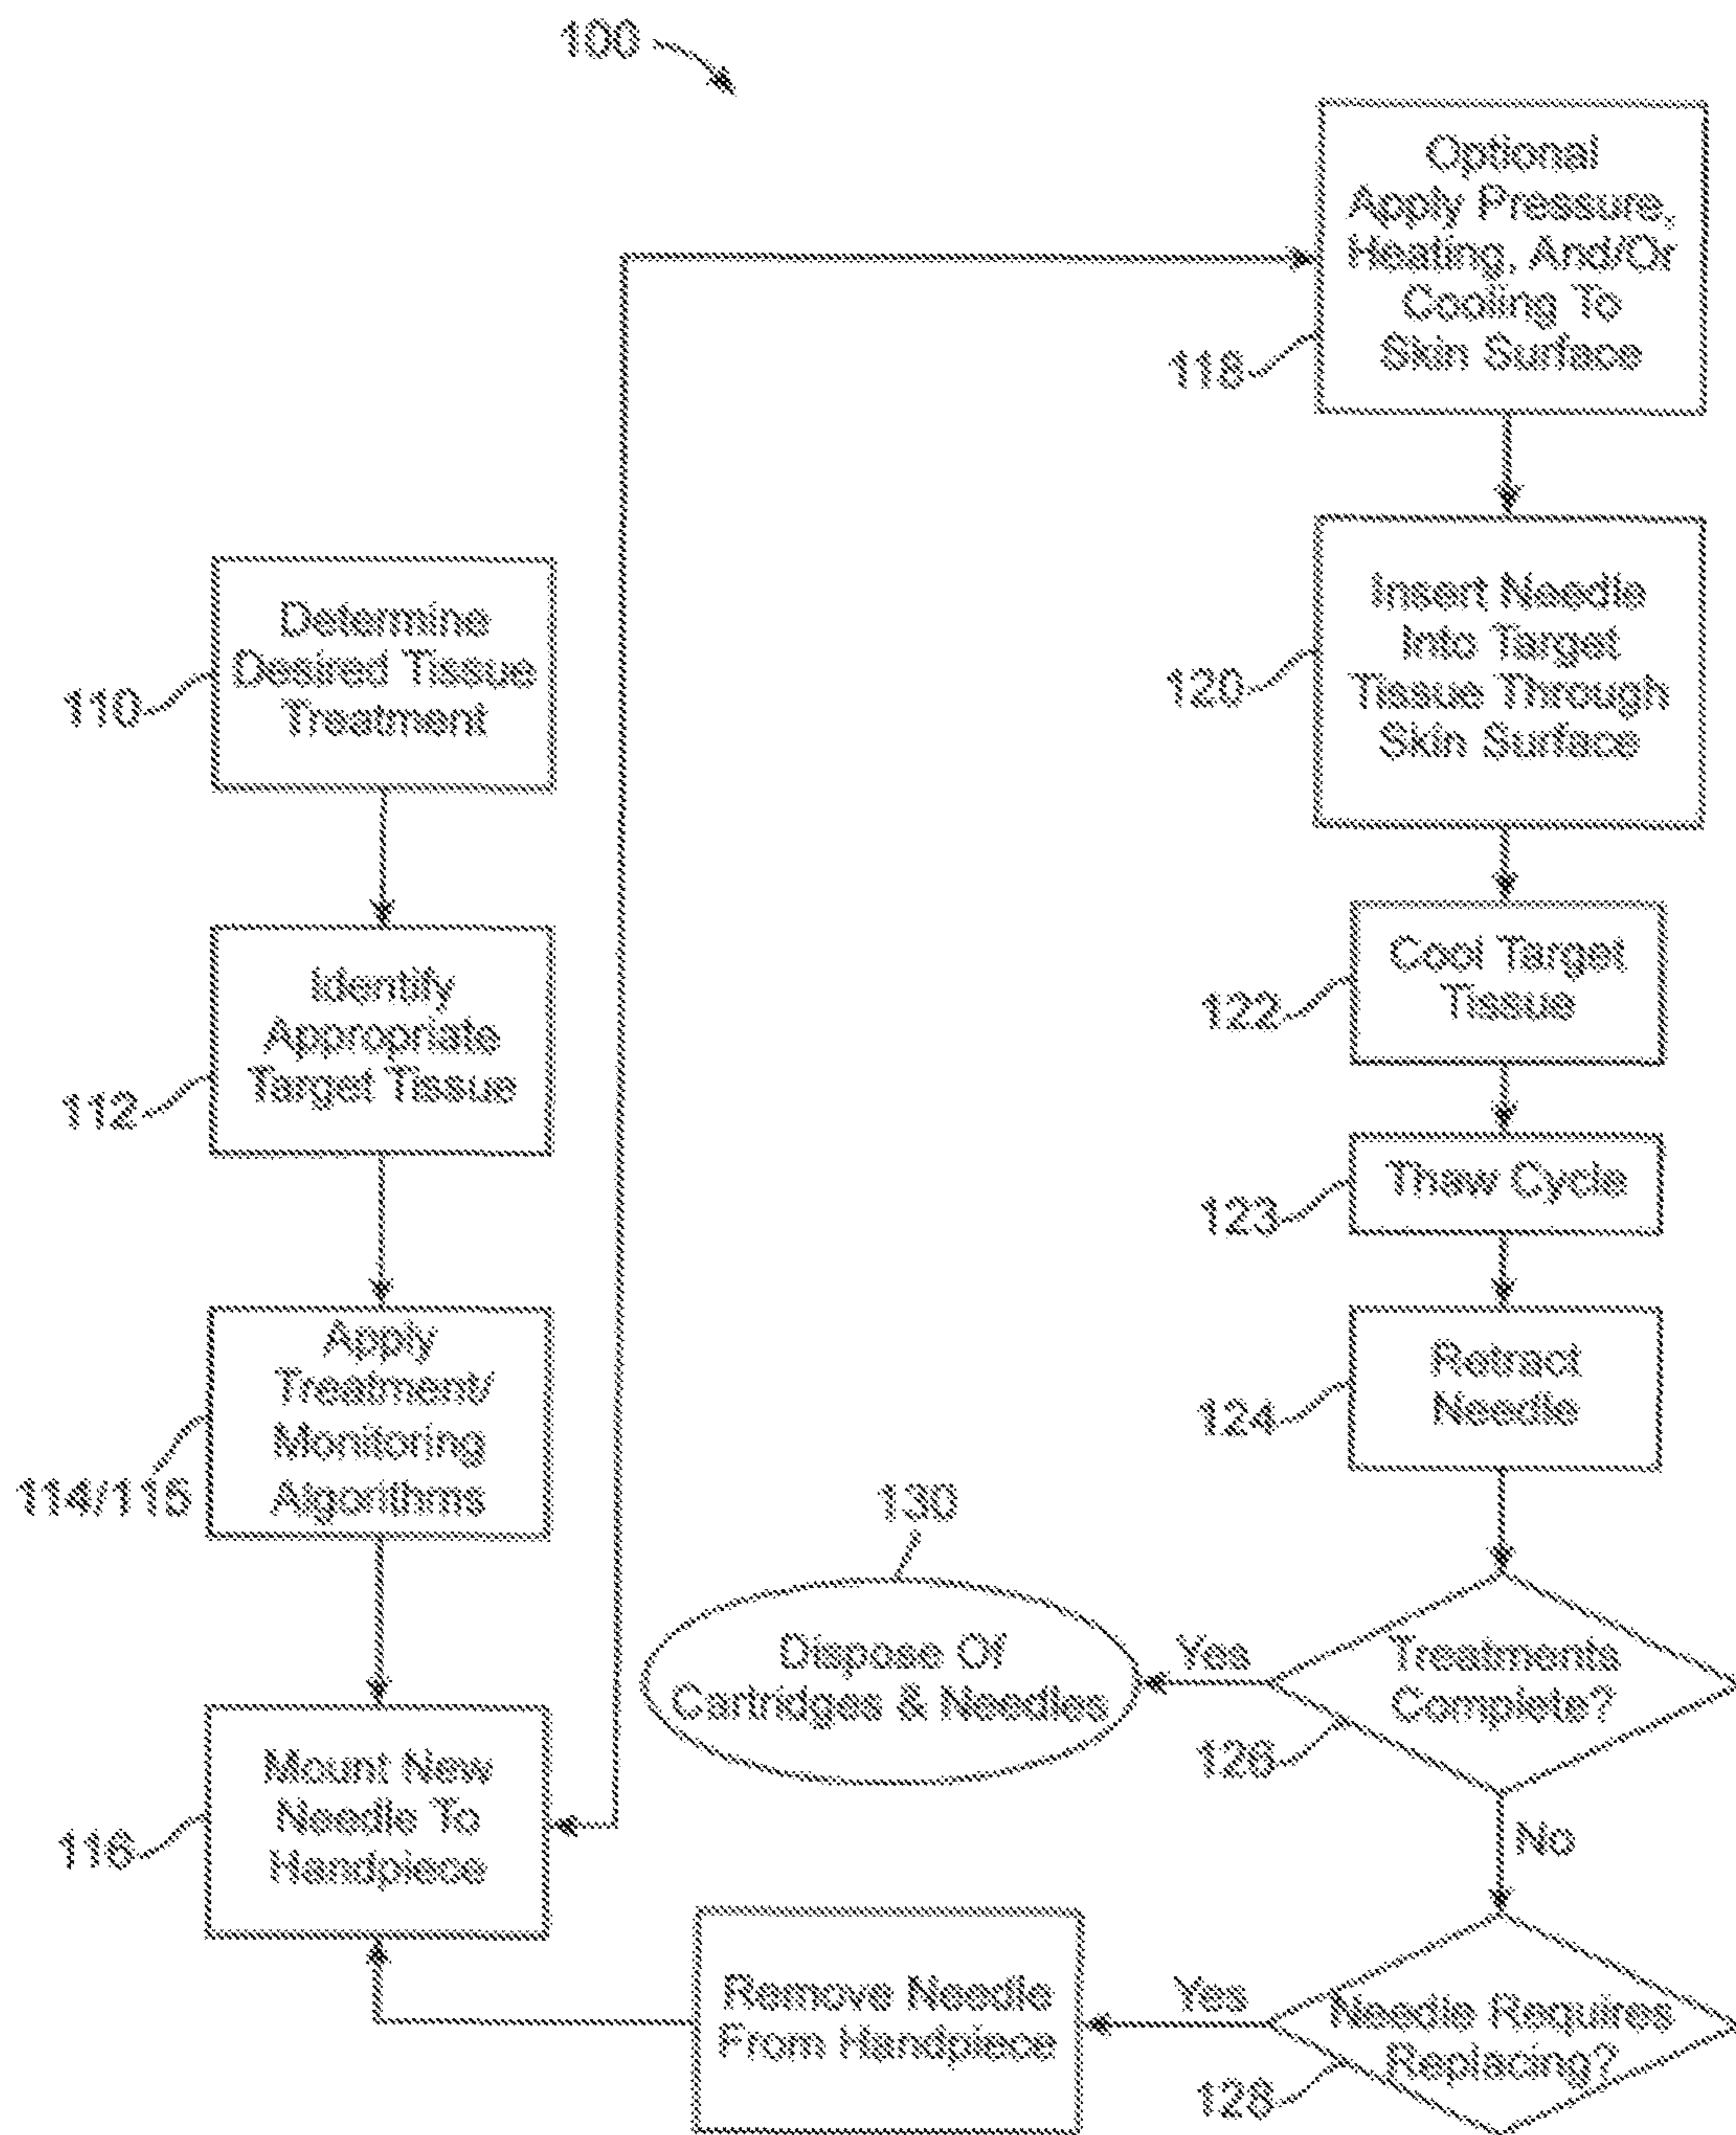 100
Determine
Desired Tissue
Treatment
110
Identify
Appropriate
Target Tissue
112
Apply
Treatment/
Monitoring
Algorithms
114/115
Mount New
Needle To
Handpiece
116
Optional
Apply Pressure,
Heating, And/Or
Cooling To
Skin Surface
118
Insert Needle
Into Target
Tissue Through
Skin Surface
120
Cool Target
Tissue
122
Thaw Cycle
123
Retract
Needle
124
Treatments
Complete?
126
Yes
130
Dispose Of
Cartridges & Needles
No
Needle Requires
Replacing?
128
Yes
Remove Needle
From Handpiece